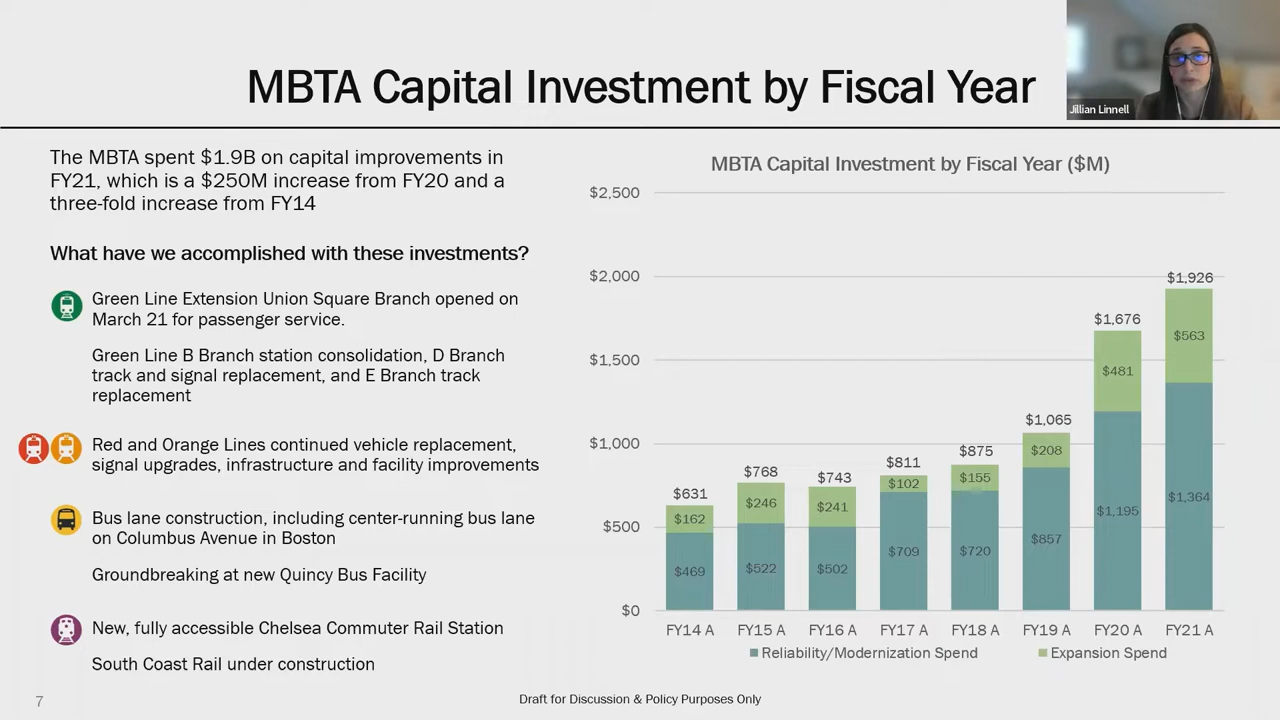 MBTA Capital Investment by Fiscal Year
Jillian Linnell
The MBTA spent $1.9B on capital improvements in
FY21, which is a $250M increase from FY20 and a
three-fold increase from FY14
What have we accomplished with these investments?
Green Line Extension Union Square Branch opened on
March 21 for passenger service.
Green Line B Branch station consolidation, D Branch
track and signal replacement, and E Branch track
replacement
Red and Orange Lines continued vehicle replacement,
signal upgrades, infrastructure and facility improvements
Bus lane construction, including center-running bus lane
on Columbus Avenue in Boston
Groundbreaking at new Quincy Bus Facility
New, fully accessible Chelsea Commuter Rail Station
South Coast Rail under construction
MBTA Capital Investment by Fiscal Year ($M)
$2,500
$2,000
$1,500
$1,000
$500
$0
$631
$162
$469
$768
$246
$522
$743
$241
$502
$811
$102
$709
$875
$155
$720
$1,065
$208
$857
$1,676
$481
$1,195
$1,926
$563
$1,364
FY14 A FY15 A FY16 A FY17 A FY18 A FY19 A FY20 A FY21 A
Reliability/Modernization Spend Expansion Spend
7
Draft for Discussion & Policy Purposes Only